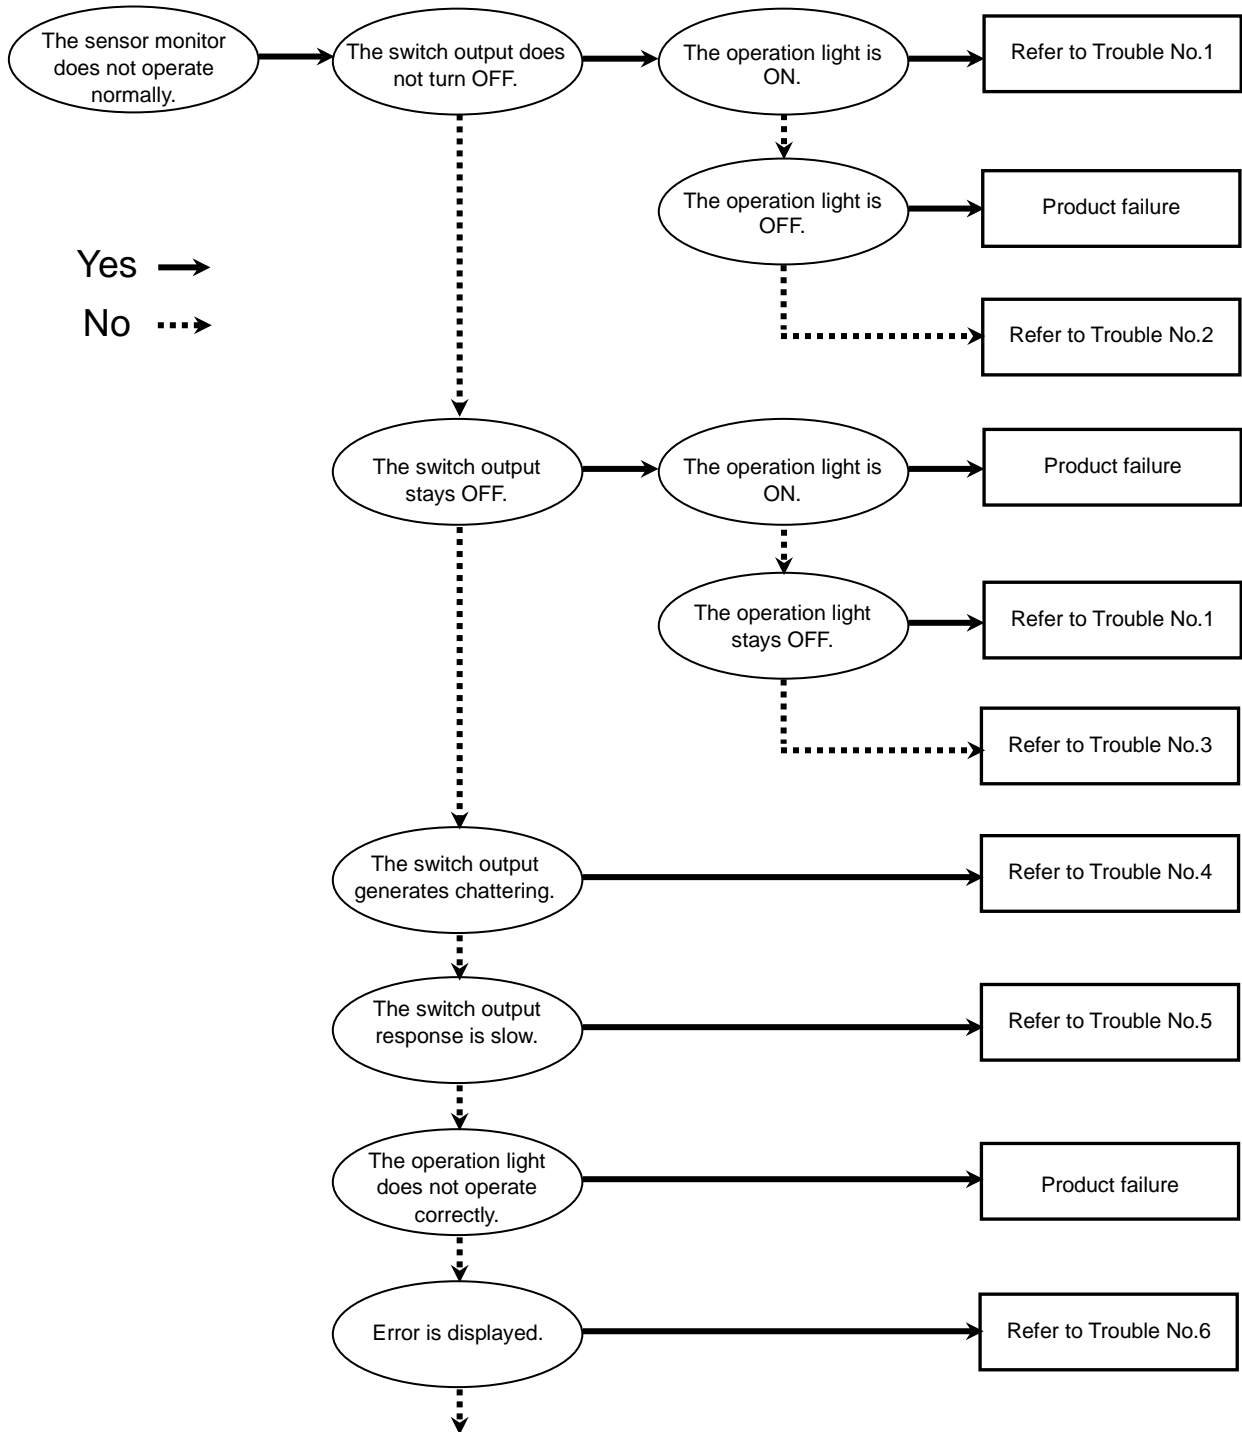 The sensor monitor
does not operate
normally.
The switch output does
not turn OFF.
The operation light is
ON.
Refer to Trouble No.1
The operation light is
OFF.
Product failure
Yes
No
Refer to Trouble No.2
The switch output
stays OFF.
The operation light is
ON.
Product failure
The operation light
stays OFF.
Refer to Trouble No.1
Refer to Trouble No.3
The switch output
generates chattering.
Refer to Trouble No.4
The switch output
response is slow.
Refer to Trouble No.5
The operation light
does not operate
correctly.
Product failure
Error is displayed.
Refer to Trouble No.6